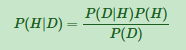 P(H|D) = P(D|H)P(H) / P(D)